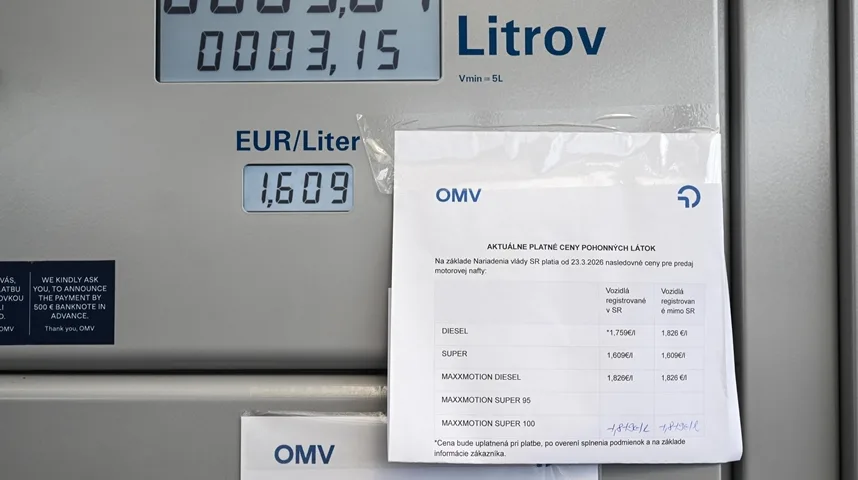 0003,15
Litrov
Vmin = 5L
EUR/Liter
1,609
OMV
AKTUÁLNE PLATNÉ CENY POHONNÝCH LÁTOK
Na základe Nariadenia vlády SR platia od 23.3.2026 nasledovné ceny pre predaj
motorovej nafty:
Vozidlá registrované v SR
Vozidlá registrovan é mimo SR
DIESEL *1,759€/l 1,826 €/l
SUPER 1,609€/l 1,609€/l
MAXXMOTION DIESEL 1,826€/l 1,826 €/l
MAXXMOTION SUPER 95
MAXXMOTION SUPER 100
*Cena bude uplatnená pri platbe, po overení splnenia podmienok a na základe
informácie zákazníka.
VÁS,
WE KINDLY ASK
YOU, TO ANNOUNCE
THE PAYMENT BY
500 € BANKNOTE IN
ADVANCE.
Thank you, OMV
OMV
OMV